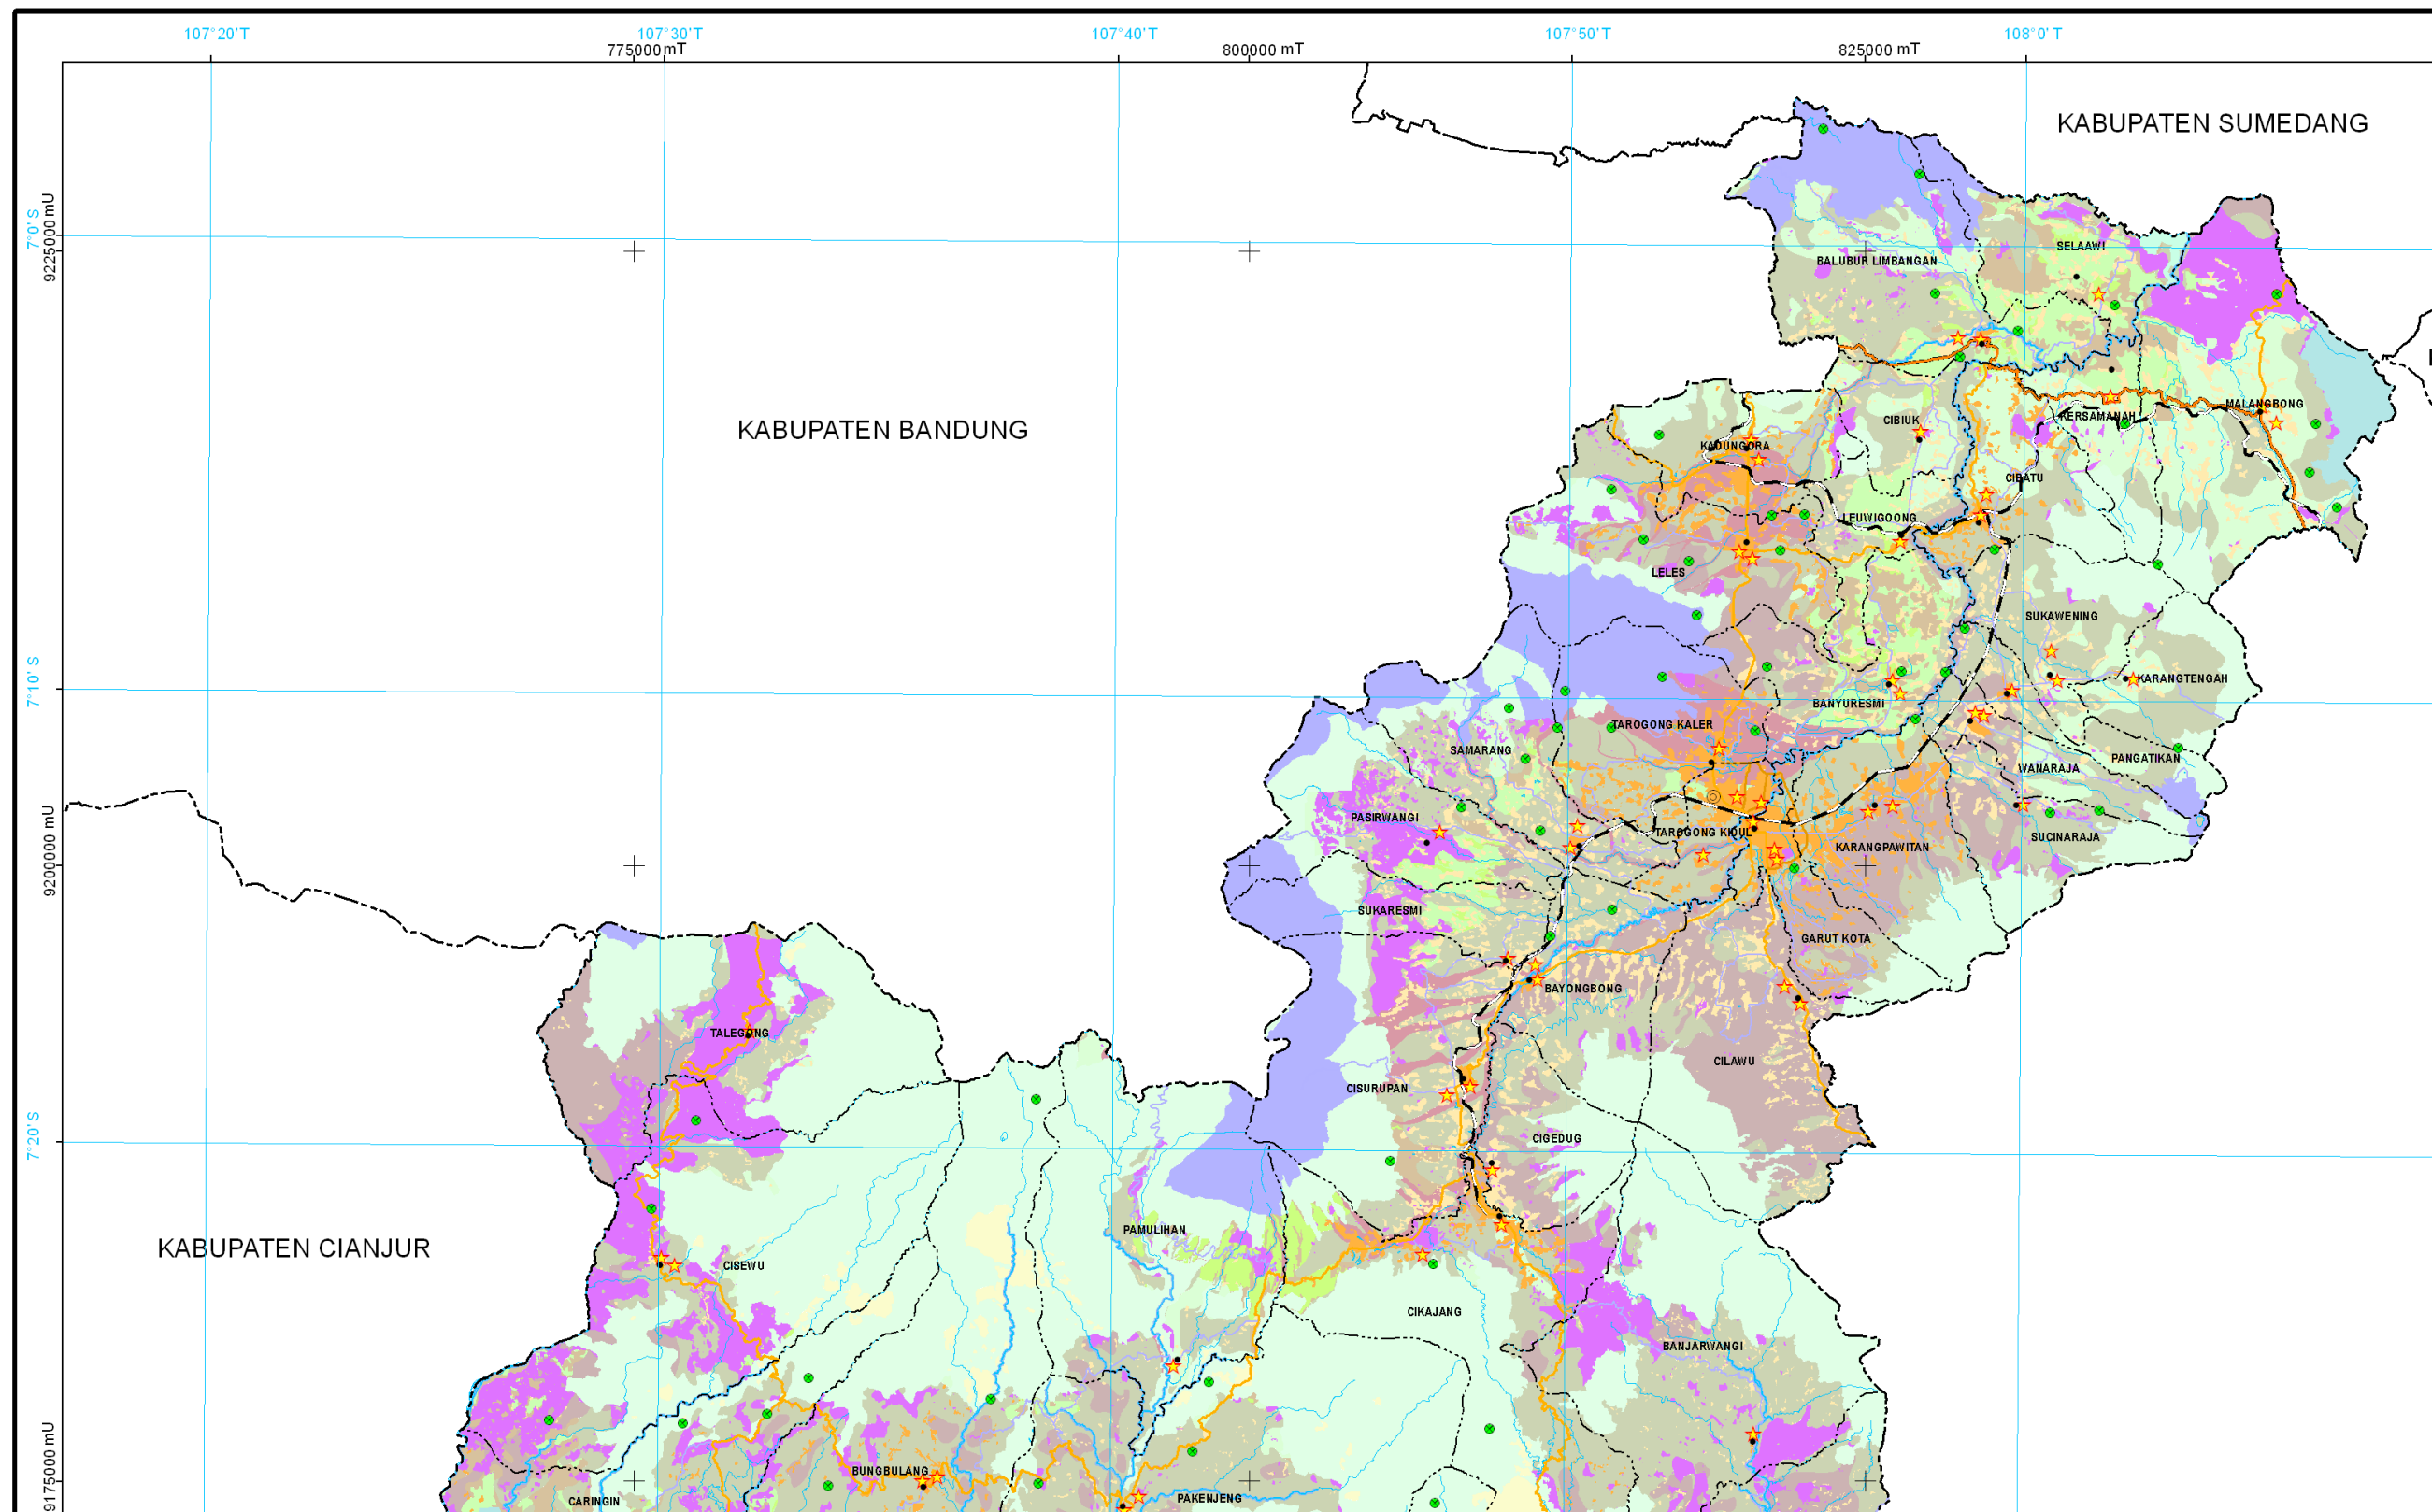 107°20'T
107°30'T
107°40'T
107°50'T
108°0'T
775000mT
800000 mT
825000 mT
KABUPATEN SUMEDANG
7°0' S
9225000 mU
SELAAWI
BALUBUR LIMBANGAN
MALANGBONG
KERSAMANAH
CIBIUK
KABUPATEN BANDUNG
KADUNGORA
CIBATU
LEUWIGOONG
LELES
SUKAWENING
7°10' S
KARANGTENGAH
BANYURESMI
TAROGONG KALER
SAMARANG
PANGATIKAN
WANARAJA
9200000 mU
PASIRWANGI
TAROGONG KIDUL
SUCINARAJA
KARANGPAWITAN
SUKARESMI
GARUT KOTA
BAYONGBONG
TALEGONG
CILAWU
CISURUPAN
7°20' S
CIGEDUG
PAMULIHAN
KABUPATEN CIANJUR
CISEWU
CIKAJANG
BANJARWANGI
9175000 mU
BUNGBULANG
PAKENJENG
CARINGIN